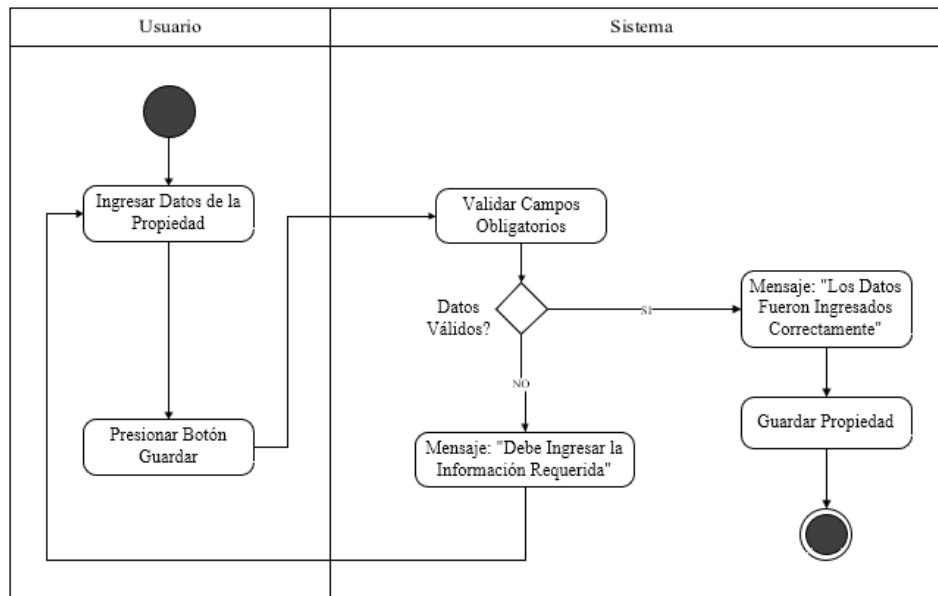 Usuario
Sistema
Ingresar Datos de la
Propiedad
Validar Campos
Obligatorios
Datos
Válidos?
SI
Mensaje: "Los Datos
Fueron Ingresados
Correctamente"
NO
Presionar Botón
Guardar
Mensaje: "Debe Ingresar la
Información Requerida"
Guardar Propiedad